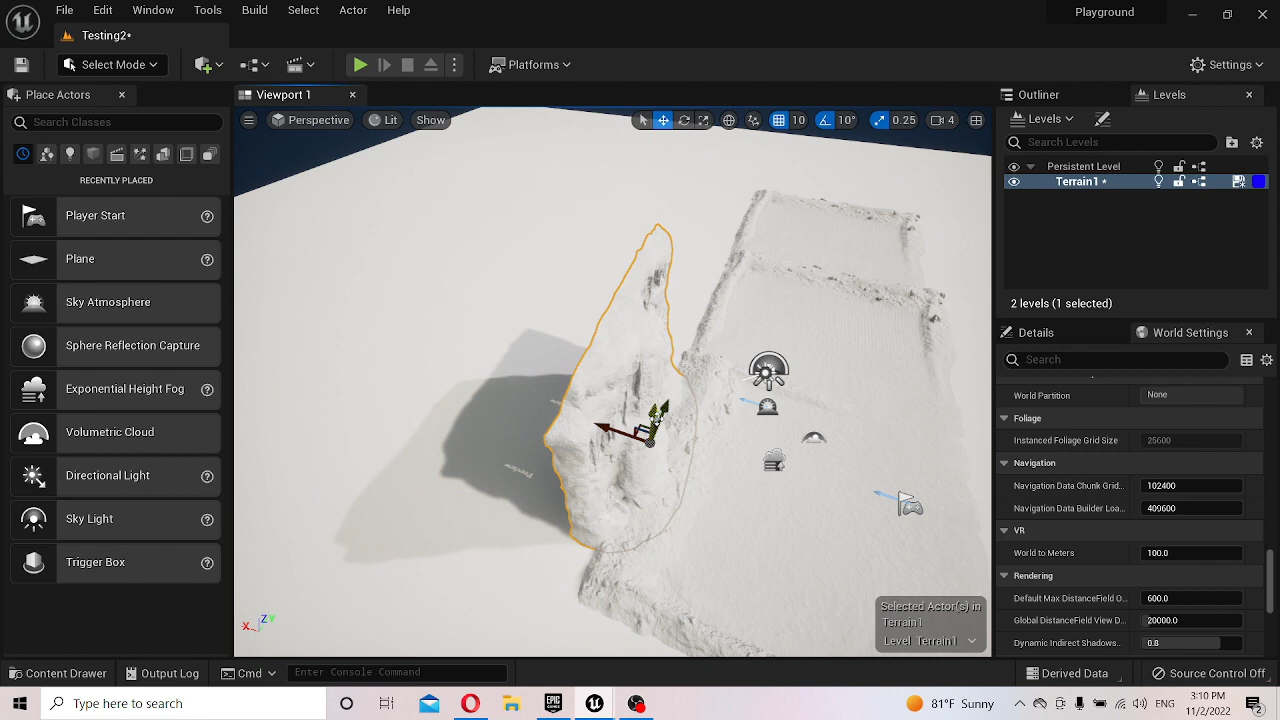 File Edit Window Tools Build Select Actor Help
Playground
Testing2*
Select Mode
Platforms
Settings
Place Actors
Viewport 1
Outliner
Levels
Search Classes
Perspective
Lit
Show
10
10°
0.25
4
Levels
Search Levels
RECENTLY PLACED
Persistent Level
Terrain1 *
Player Start
Plane
Sky Atmosphere
Sphere Reflection Capture
Exponential Height Fog
Volumetric Cloud
Directional Light
Sky Light
Trigger Box
2 levels (1 selected)
Details
World Settings
Search
World Partition
None
Foliage
Instanced Foliage Grid Size
25600
Navigation
Navigation Data Chunk Grid...
102400
Navigation Data Builder Loa...
409600
VR
World to Meters
100.0
Rendering
Default Max DistanceField O...
600.0
Global DistanceField View D...
20000.0
Dynamic Indirect Shadows...
0.8
Preview
X
Z
Y
Selected Actor(s) in
Terrain1
Level Terrain1
Content Drawer
Output Log
Cmd
Enter Console Command
Derived Data
Source Control Off
Type here to search
EPIC
GAMES
81°F Sunny
ENG
3:10 PM
11/2/2022
2